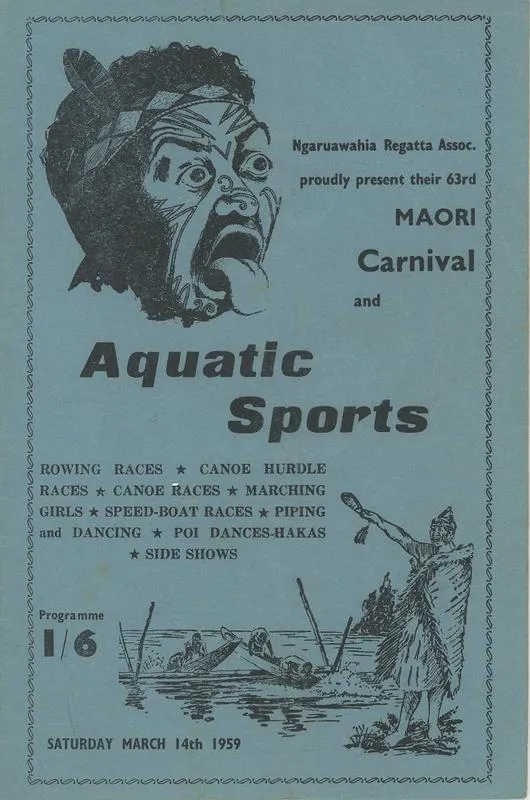 Ngaruawahia Regatta Assoc.
proudly present their 63rd
MAORI
Carnival
and
Aquatic
Sports
ROWING RACES ★ CANOE HURDLE
RACES ★ CANOE RACES ★ MARCHING
GIRLS ★ SPEED-BOAT RACES ★ PIPING
and DANCING ★ POI DANCES-HAKAS
★ SIDE SHOWS
Programme
1/6
SATURDAY MARCH 14th 1959